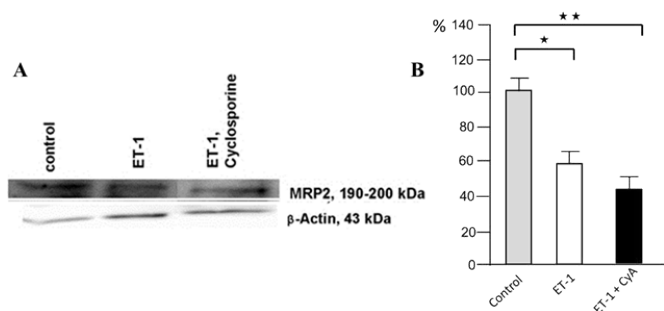 A
control
ET-1
ET-1,
Cyclosporine
MRP2, 190-200 kDa
β-Actin, 43 kDa
B
%
★ ★
★
140
120
100
80
60
40
20
0
Control
ET-1
ET-1 + CyA